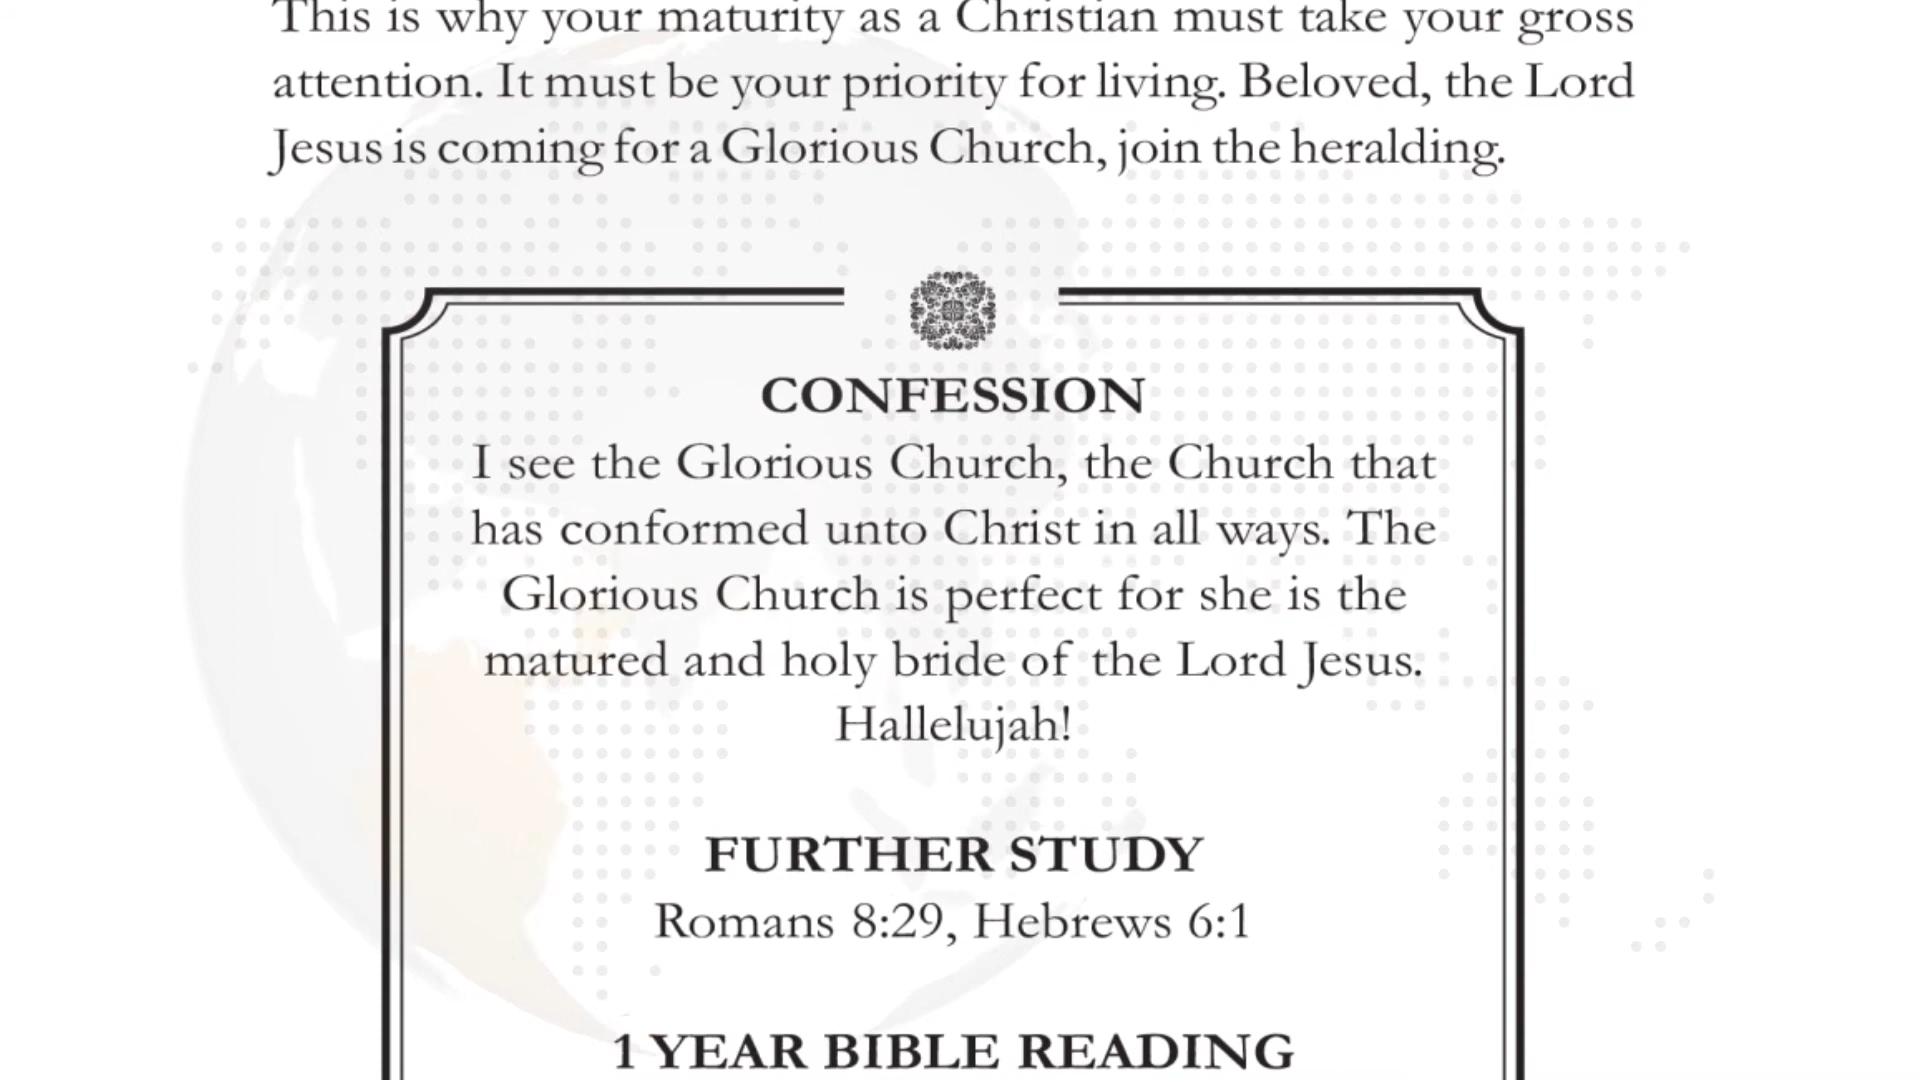 This is why your maturity as a Christian must take your gross
attention. It must be your priority for living. Beloved, the Lord
Jesus is coming for a Glorious Church, join the heralding.
CONFESSION
I see the Glorious Church, the Church that
has conformed unto Christ in all ways. The
Glorious Church is perfect for she is the
matured and holy bride of the Lord Jesus.
Hallelujah!
FURTHER STUDY
Romans 8:29, Hebrews 6:1
1 YEAR BIBLE READING